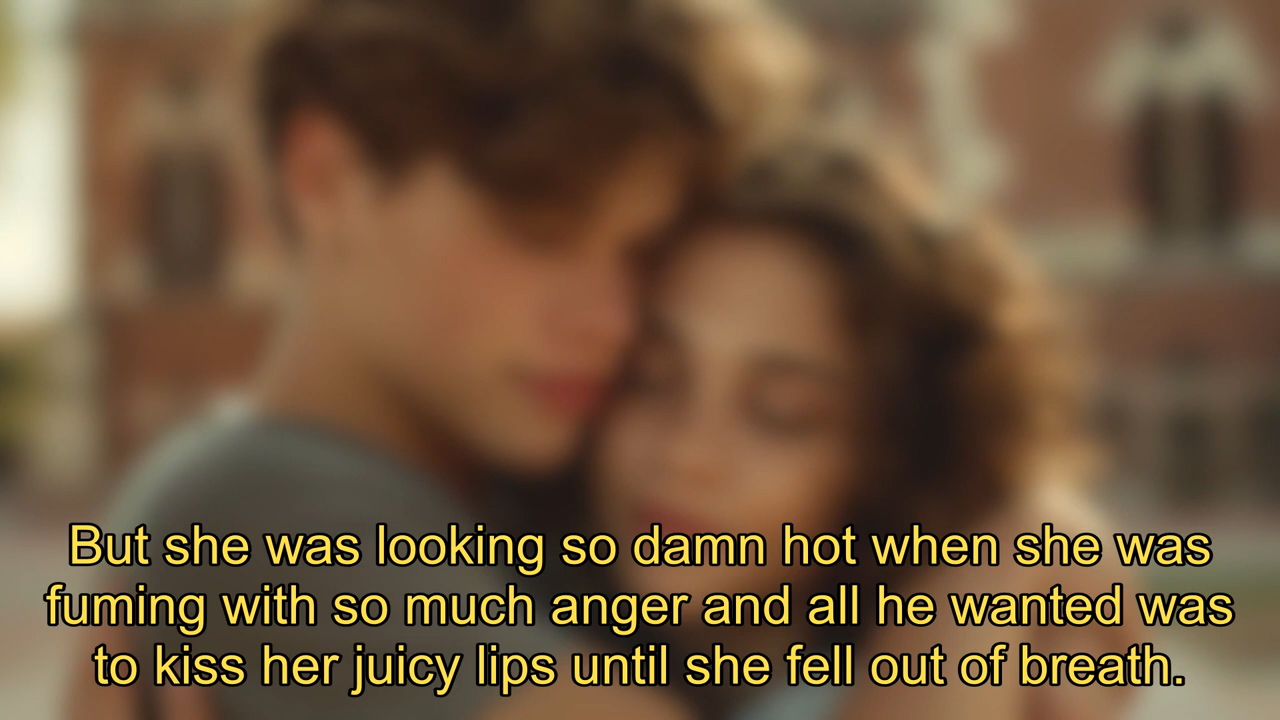 But she was looking so damn hot when she was
fuming with so much anger and all he wanted was
to kiss her juicy lips until she fell out of breath.